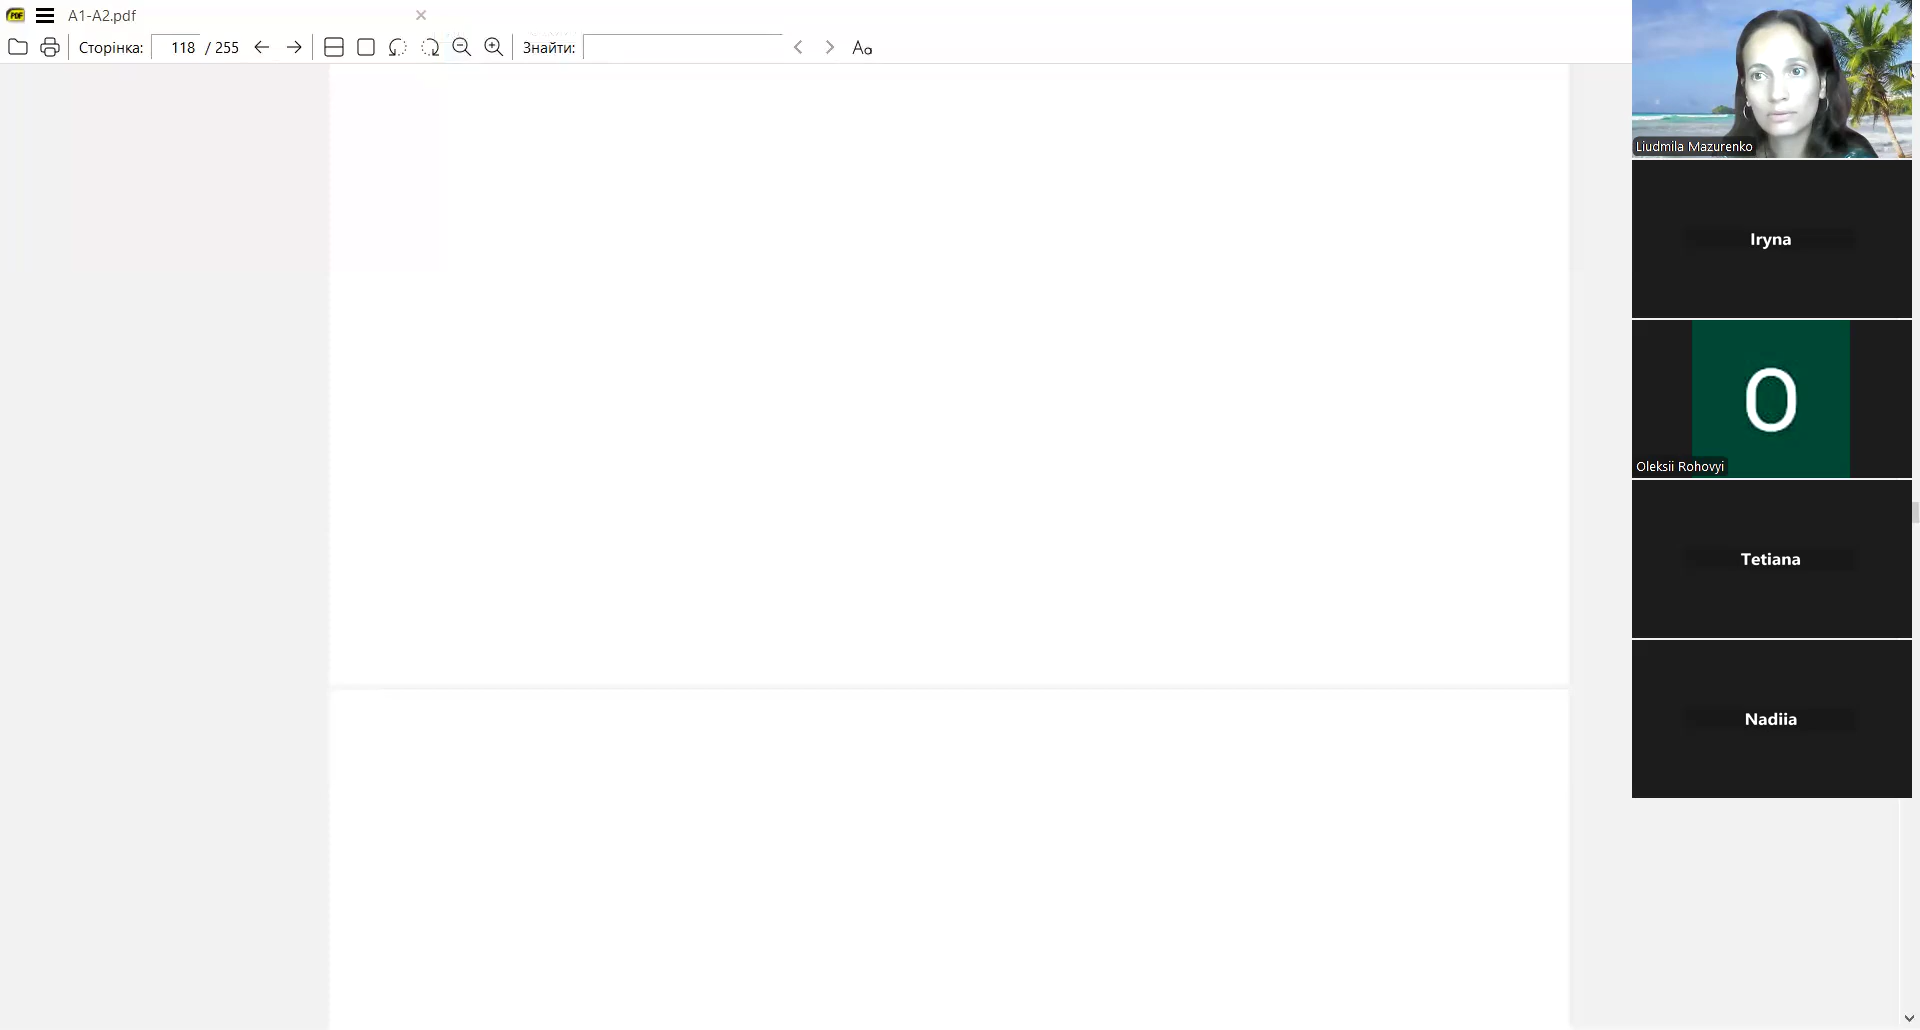 A1-A2.pdf
Сторінка: 118 / 255
Знайти:
Liudmila Mazurenko
Iryna
O
Oleksii Rohovyi
Tetiana
Nadiia